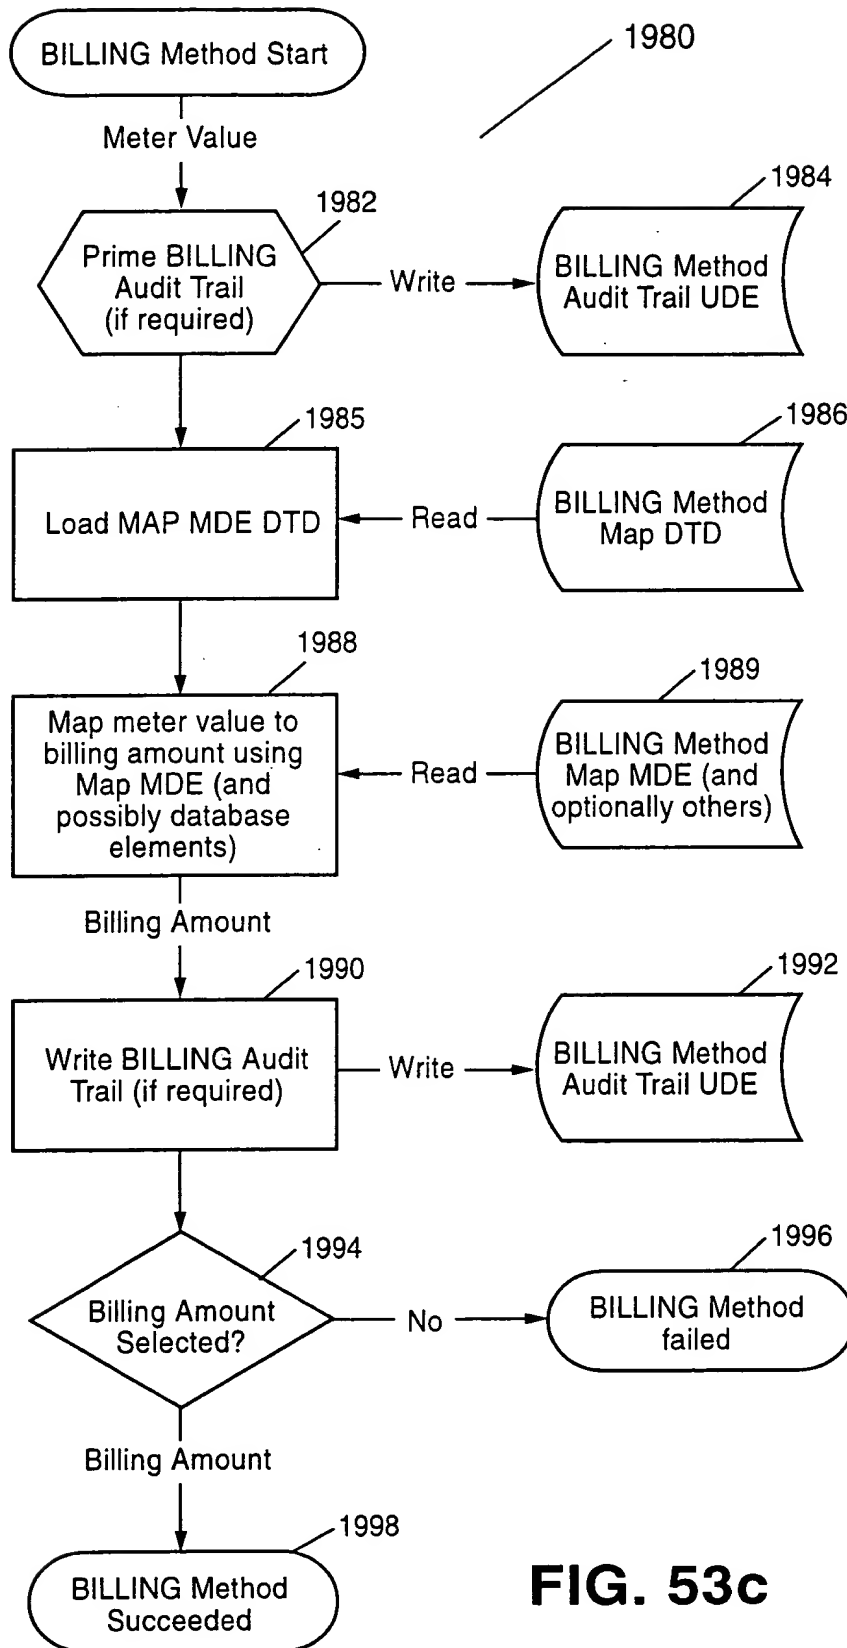 BILLING Method Start
1980
Meter Value
1982
1984
Prime BILLING
Audit Trail
(if required)
Write
BILLING Method
Audit Trail UDE
1985
1986
Load MAP MDE DTD
Read
BILLING Method
Map DTD
1988
1989
Map meter value to
billing amount using
Map MDE (and
possibly database
elements)
Read
BILLING Method
Map MDE (and
optionally others)
Billing Amount
1990
1992
Write BILLING Audit
Trail (if required)
Write
BILLING Method
Audit Trail UDE
1994
1996
Billing Amount
Selected?
No
BILLING Method
failed
Billing Amount
1998
BILLING Method
Succeeded
FIG. 53c